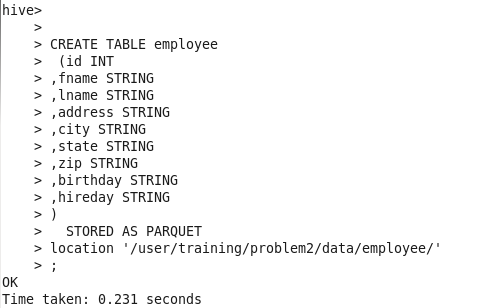 hive>
    >
    > CREATE TABLE employee
    >  (id INT
    > ,fname STRING
    > ,lname STRING
    > ,address STRING
    > ,city STRING
    > ,state STRING
    > ,zip STRING
    > ,birthday STRING
    > ,hireday STRING
    > )
    >   STORED AS PARQUET
    > location '/user/training/problem2/data/employee/'
    > ;
OK
Time taken: 0.231 seconds